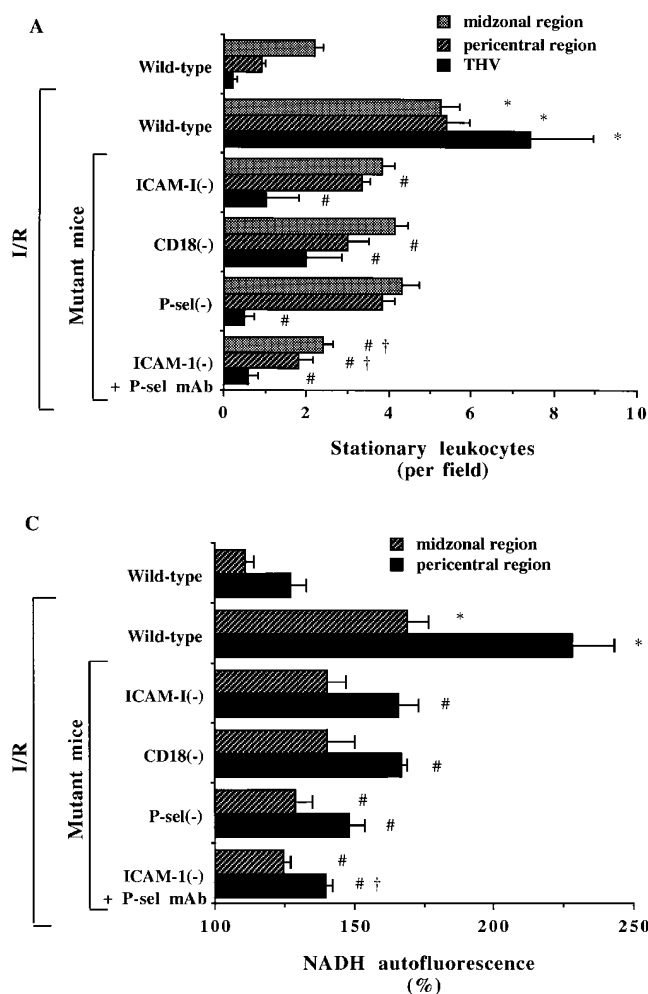 A
midzonal region
pericentral region
THV
Wild-type
*
Wild-type
*
*
I/R
Mutant mice
ICAM-I(-)
#
#
CD18(-)
#
#
P-sel(-)
#
ICAM-1(-)
+ P-sel mAb
# †
# †
#
0 2 4 6 8 10
Stationary leukocytes
(per field)
C
midzonal region
pericentral region
Wild-type
Wild-type
*
*
I/R
Mutant mice
ICAM-I(-)
#
CD18(-)
#
P-sel(-)
#
#
ICAM-1(-)
+ P-sel mAb
#
# †
100 150 200 250
NADH autofluorescence
(%)